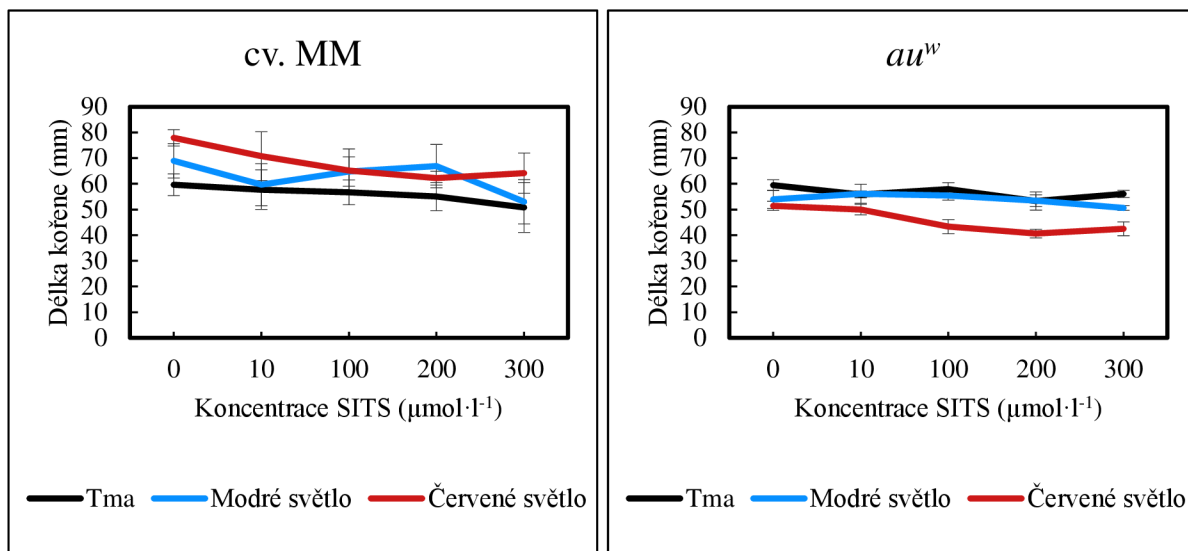 cv. MM
Délka kořene (mm)
90
80
70
60
50
40
30
20
10
0
0 10 100 200 300
Koncentrace SITS (µmol·l⁻¹)
Tma Modré světlo Červené světlo
auʷ
Délka kořene (mm)
90
80
70
60
50
40
30
20
10
0
0 10 100 200 300
Koncentrace SITS (µmol·l⁻¹)
Tma Modré světlo Červené světlo